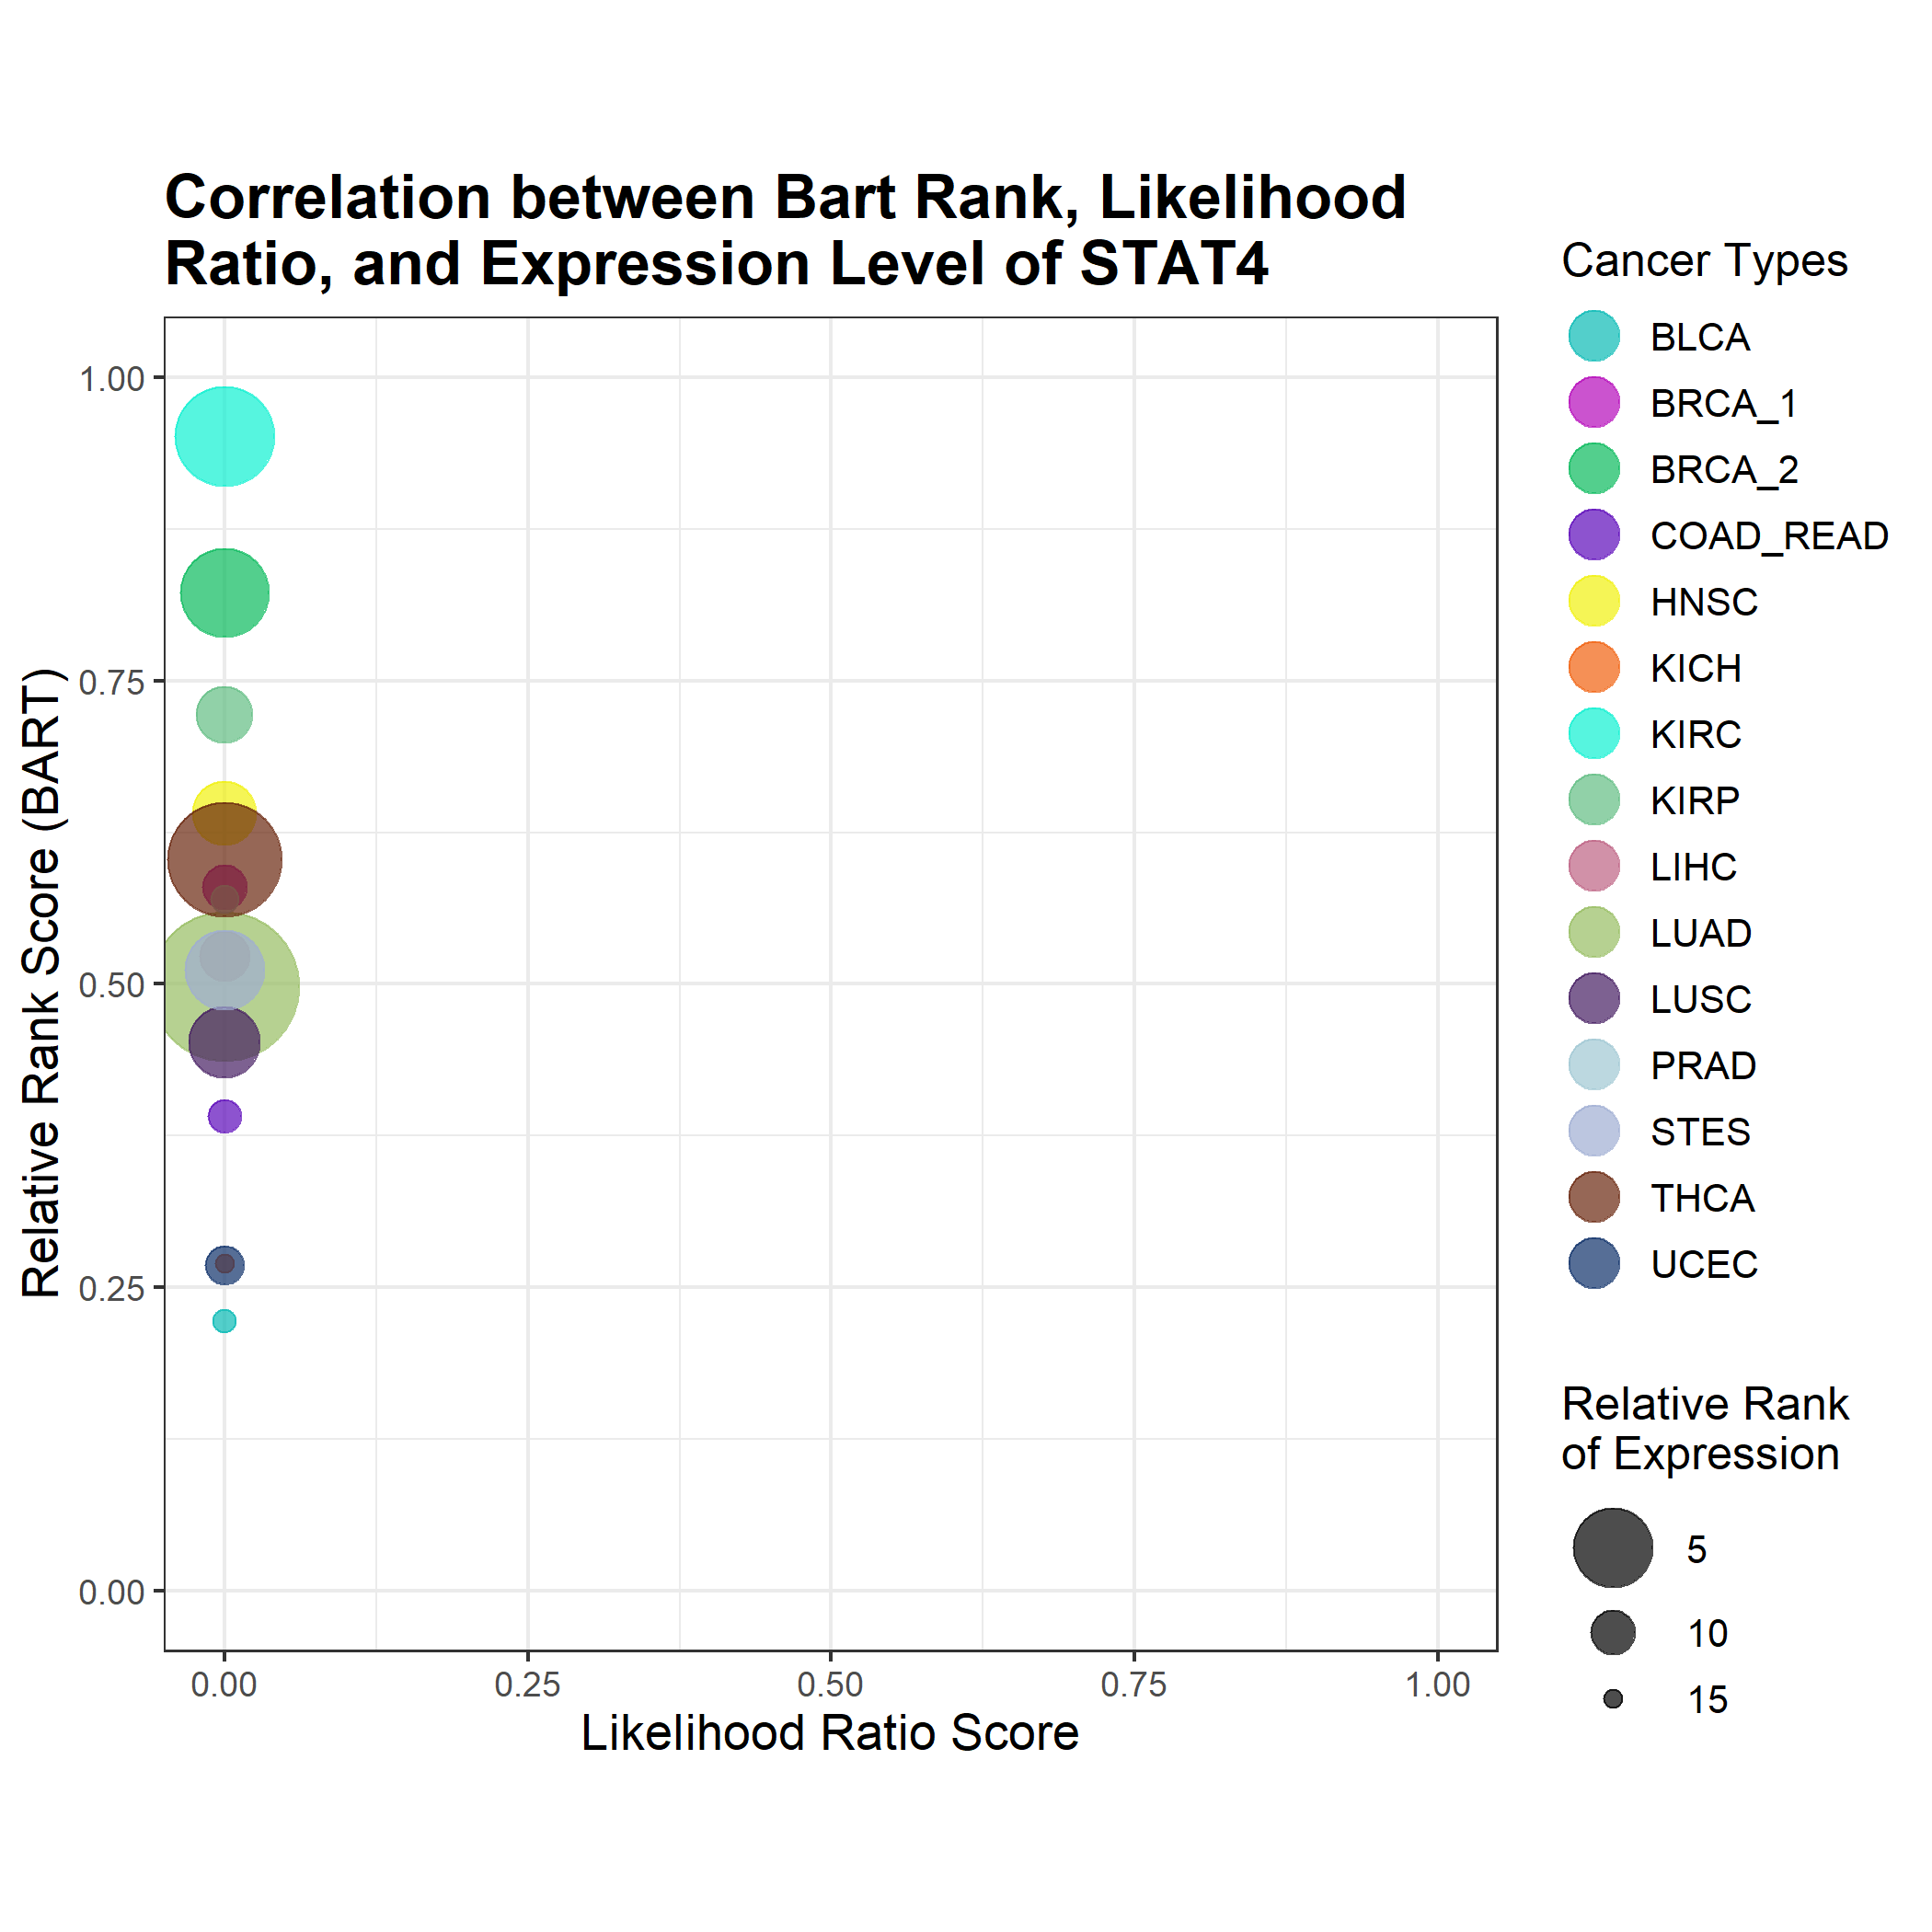 Correlation between Bart Rank, Likelihood
Ratio, and Expression Level of STAT4
Relative Rank Score (BART)
1.00
0.75
0.50
0.25
0.00
0.00
0.25
0.50
0.75
1.00
Likelihood Ratio Score
Cancer Types
BLCA
BRCA_1
BRCA_2
COAD_READ
HNSC
KICH
KIRC
KIRP
LIHC
LUAD
LUSC
PRAD
STES
THCA
UCEC
Relative Rank
of Expression
5
10
15